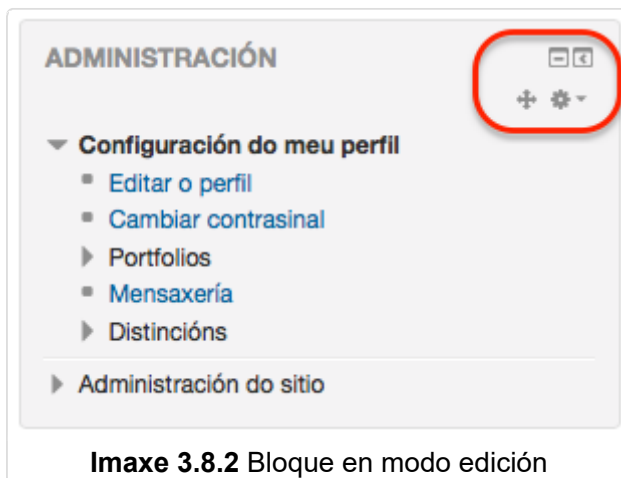 ADMINISTRACIÓN
Configuración do meu perfil
Editar o perfil
Cambiar contrasinal
Portfolios
Mensaxería
Distincións
Administración do sitio
Imaxe 3.8.2 Bloque en modo edición